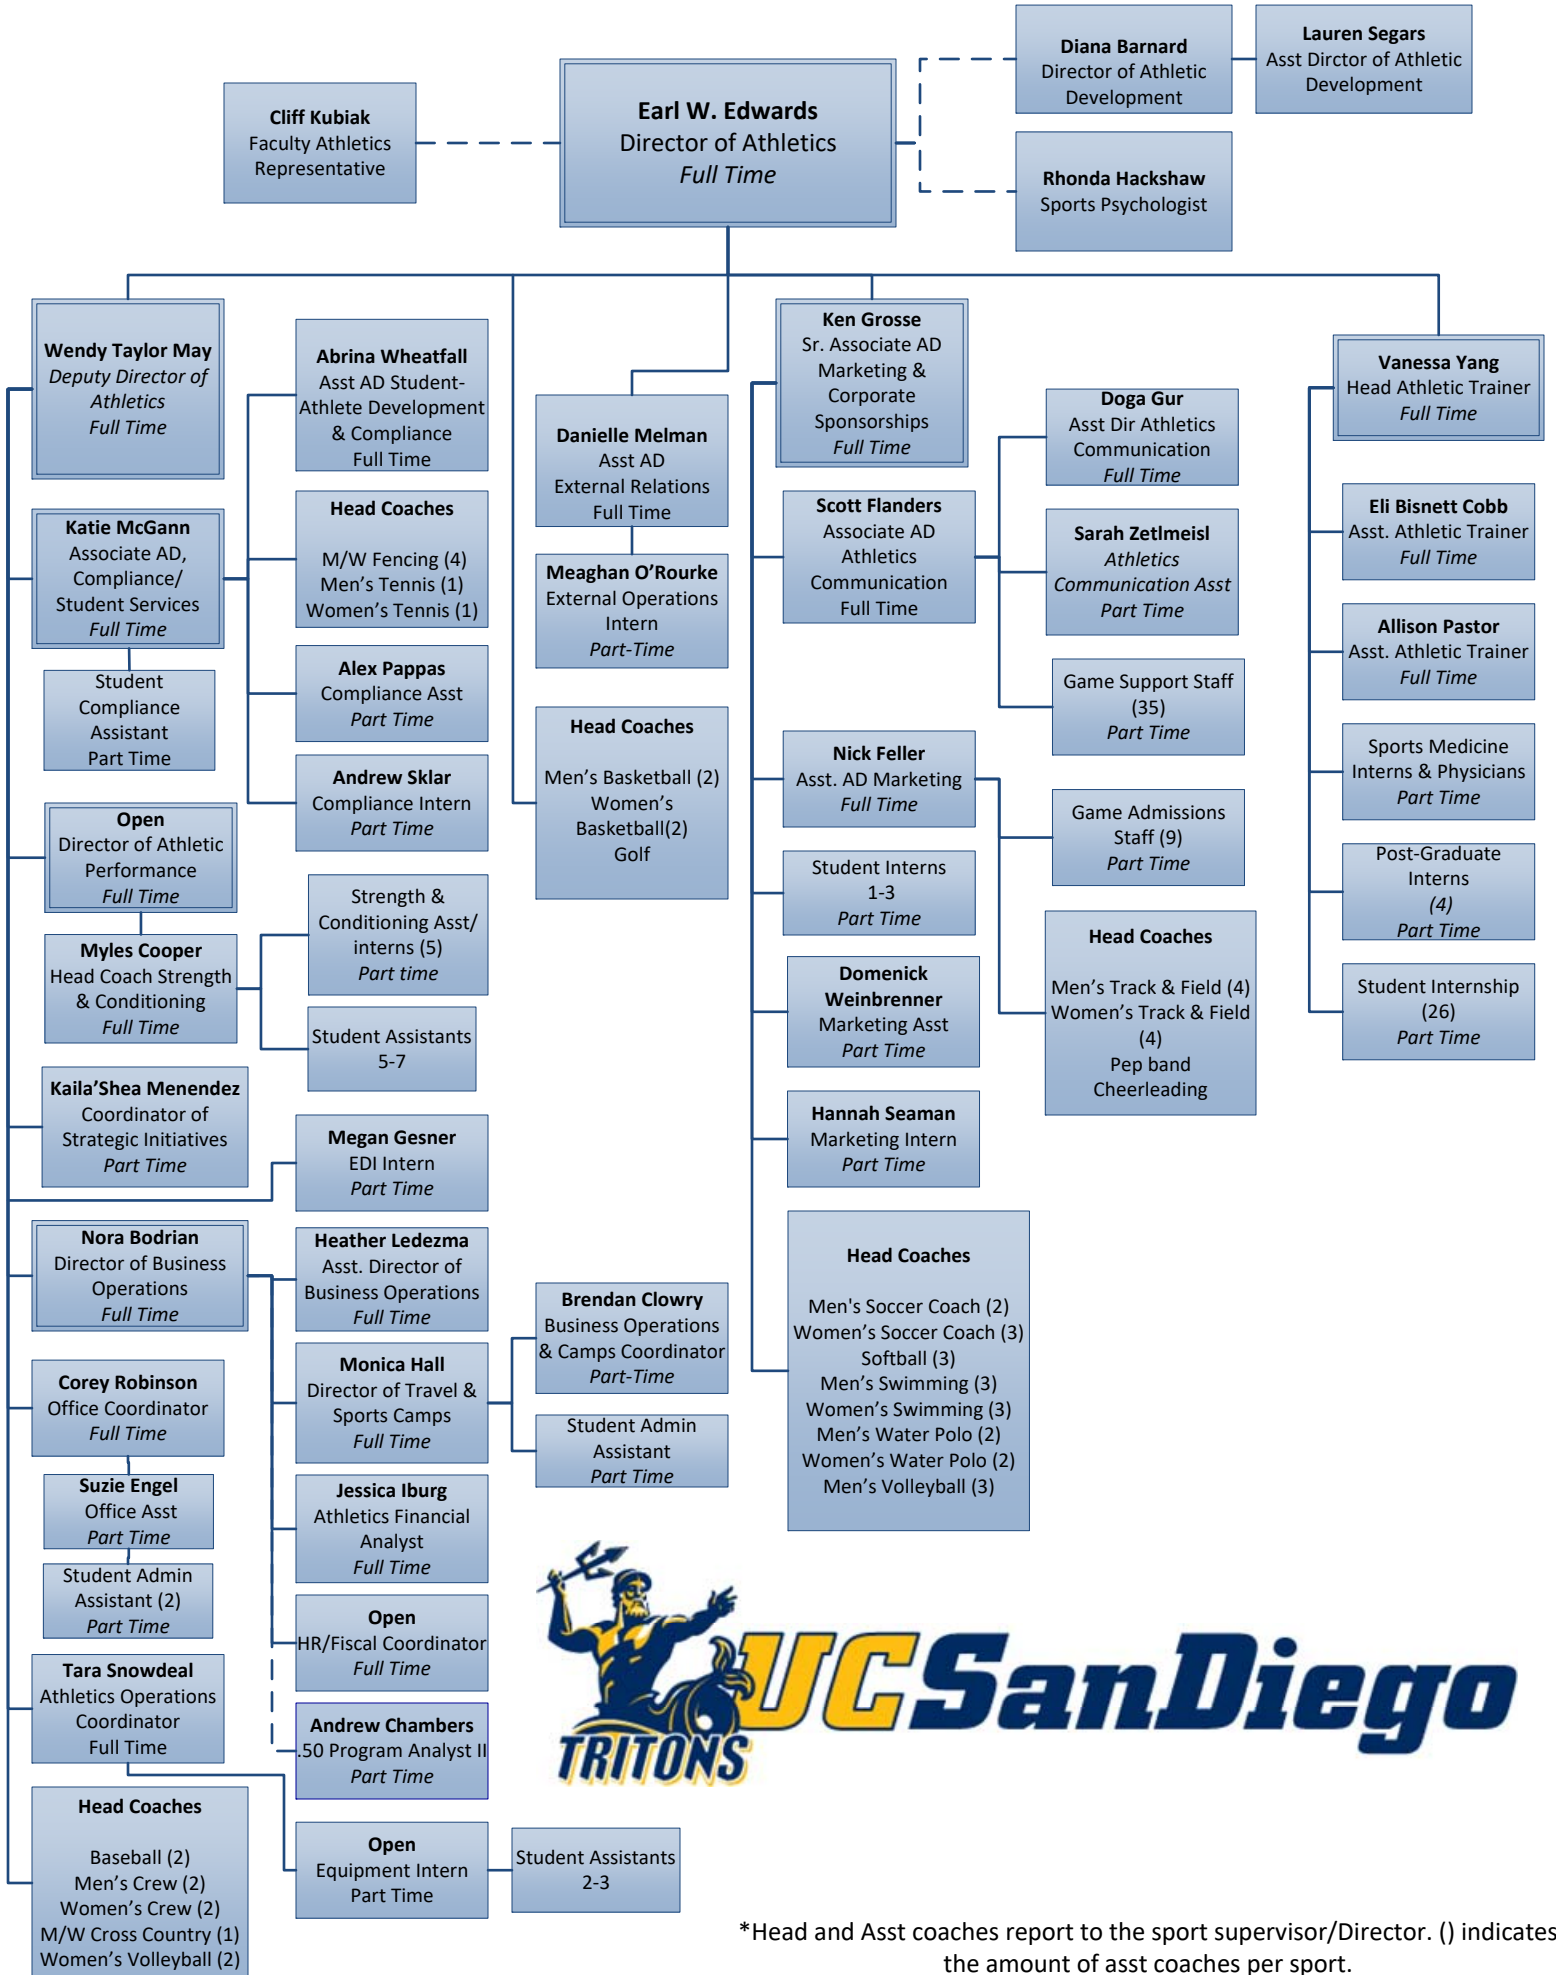 Diana Barnard
Director of Athletic
Development
Lauren Segars
Asst Dirctor of Athletic
Development
Cliff Kubiak
Faculty Athletics
Representative
Earl W. Edwards
Director of Athletics
Full Time
Rhonda Hackshaw
Sports Psychologist
Wendy Taylor May
Deputy Director of
Athletics
Full Time
Katie McGann
Associate AD,
Compliance/
Student Services
Full Time
Student
Compliance
Assistant
Part Time
Abrina Wheatfall
Asst AD Student-
Athlete Development
& Compliance
Full Time
Head Coaches
M/W Fencing (4)
Men’s Tennis (1)
Women’s Tennis (1)
Alex Pappas
Compliance Asst
Part Time
Andrew Sklar
Compliance Intern
Part Time
Open
Director of Athletic
Performance
Full Time
Myles Cooper
Head Coach Strength
& Conditioning
Full Time
Strength &
Conditioning Asst/
interns (5)
Part time
Student Assistants
5-7
Kaila’Shea Menendez
Coordinator of
Strategic Initiatives
Part Time
Megan Gesner
EDI Intern
Part Time
Nora Bodrian
Director of Business
Operations
Full Time
Heather Ledezma
Asst. Director of
Business Operations
Full Time
Monica Hall
Director of Travel &
Sports Camps
Full Time
Brendan Clowry
Business Operations
& Camps Coordinator
Part-Time
Student Admin
Assistant
Part Time
Jessica Iburg
Athletics Financial
Analyst
Full Time
Open
HR/Fiscal Coordinator
Full Time
Andrew Chambers
.50 Program Analyst II
Part Time
Corey Robinson
Office Coordinator
Full Time
Suzie Engel
Office Asst
Part Time
Student Admin
Assistant (2)
Part Time
Tara Snowdeal
Athletics Operations
Coordinator
Full Time
Open
Equipment Intern
Part Time
Student Assistants
2-3
Head Coaches
Baseball (2)
Men’s Crew (2)
Women’s Crew (2)
M/W Cross Country (1)
Women’s Volleyball (2)
Danielle Melman
Asst AD
External Relations
Full Time
Meaghan O’Rourke
External Operations
Intern
Part-Time
Head Coaches
Men’s Basketball (2)
Women’s
Basketball(2)
Golf
Ken Grosse
Sr. Associate AD
Marketing &
Corporate
Sponsorships
Full Time
Scott Flanders
Associate AD
Athletics
Communication
Full Time
Doga Gur
Asst Dir Athletics
Communication
Full Time
Sarah Zetlmeisl
Athletics
Communication Asst
Part Time
Game Support Staff
(35)
Part Time
Nick Feller
Asst. AD Marketing
Full Time
Game Admissions
Staff (9)
Part Time
Head Coaches
Men’s Track & Field (4)
Women’s Track & Field
(4)
Pep band
Cheerleading
Student Interns
1-3
Part Time
Domenick
Weinbrenner
Marketing Asst
Part Time
Hannah Seaman
Marketing Intern
Part Time
Head Coaches
Men's Soccer Coach (2)
Women’s Soccer Coach (3)
Softball (3)
Men’s Swimming (3)
Women’s Swimming (3)
Men’s Water Polo (2)
Women’s Water Polo (2)
Men’s Volleyball (3)
Vanessa Yang
Head Athletic Trainer
Full Time
Eli Bisnett Cobb
Asst. Athletic Trainer
Full Time
Allison Pastor
Asst. Athletic Trainer
Full Time
Sports Medicine
Interns & Physicians
Part Time
Post-Graduate
Interns
(4)
Part Time
Student Internship
(26)
Part Time
UC San Diego
TRITONS
*Head and Asst coaches report to the sport supervisor/Director. () indicates
the amount of asst coaches per sport.